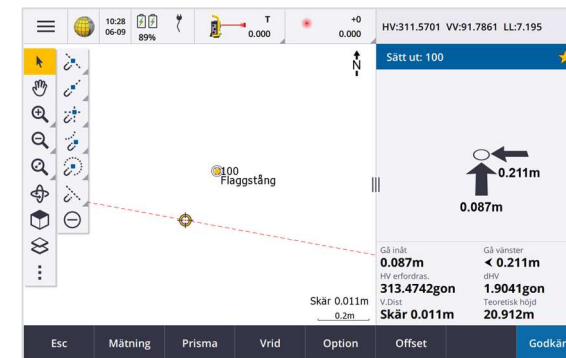 10:28
06-09
89%
T
0.000
+0
0.000
HV:311.5701 VV:91.7861 LL:7.195
Sätt ut: 100
N
100
Flaggstång
0.211m
0.087m
Gå inåt
Gå vänster
0.087m
0.211m
HV erfordras.
dHV
313.4742gon
1.9041gon
V.Dist
Teoretisk höjd
Skär 0.011m
20.912m
Skär 0.011m
0.2m
Esc
Mätning
Prisma
Vrid
Option
Offset
Godkän